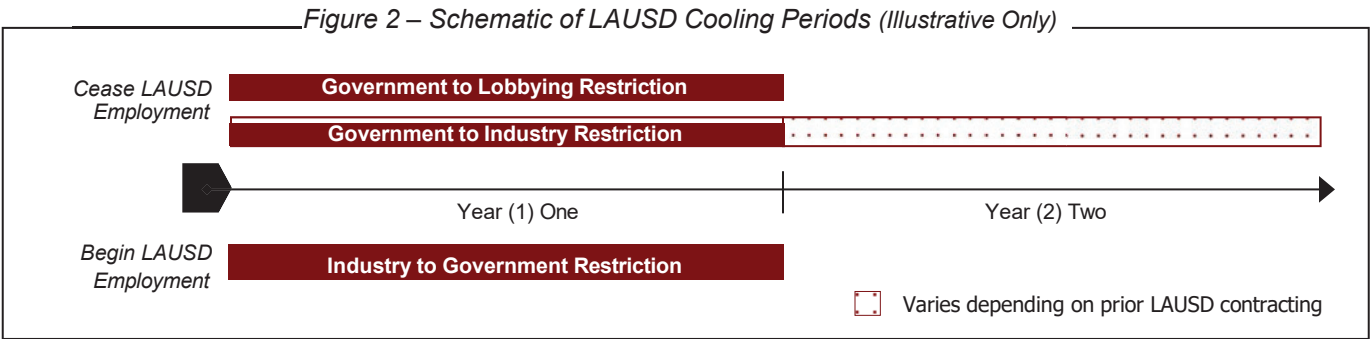 Figure 2 – Schematic of LAUSD Cooling Periods (Illustrative Only)
Cease LAUSD
Employment
Government to Lobbying Restriction
Government to Industry Restriction
Year (1) One
Year (2) Two
Begin LAUSD
Employment
Industry to Government Restriction
Varies depending on prior LAUSD contracting